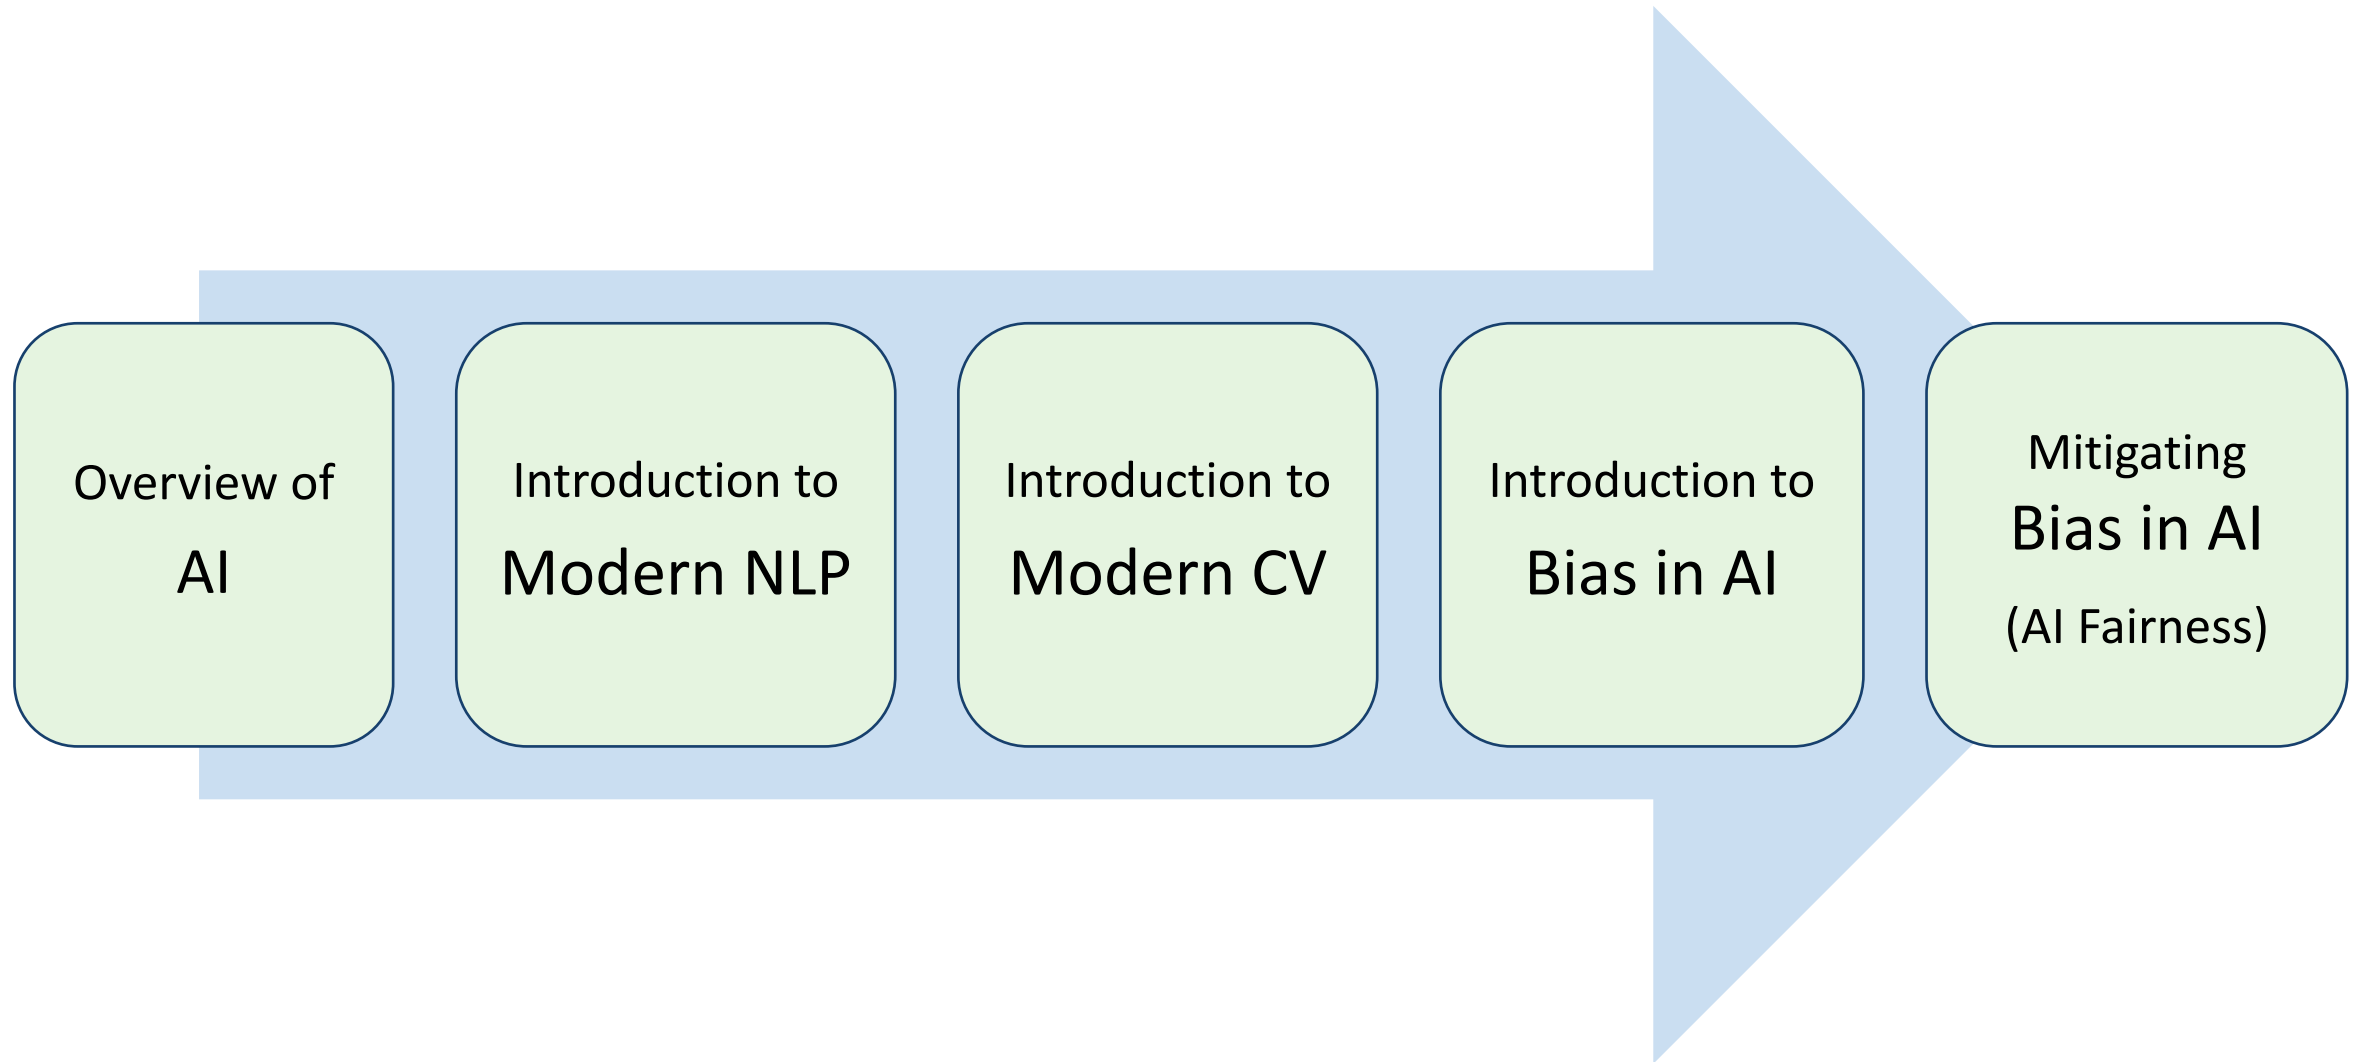 Overview of
AI
Introduction to
Modern NLP
Introduction to
Modern CV
Introduction to
Bias in AI
Mitigating
Bias in AI
(AI Fairness)